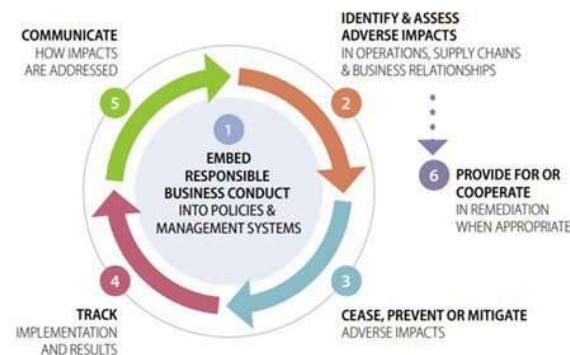 1
EMBED
RESPONSIBLE
BUSINESS CONDUCT
INTO POLICIES &
MANAGEMENT SYSTEMS
2
IDENTIFY & ASSESS
ADVERSE IMPACTS
IN OPERATIONS, SUPPLY CHAINS
& BUSINESS RELATIONSHIPS
3
CEASE, PREVENT OR MITIGATE
ADVERSE IMPACTS
4
TRACK
IMPLEMENTATION
AND RESULTS
5
COMMUNICATE
HOW IMPACTS
ARE ADDRESSED
6
PROVIDE FOR OR
COOPERATE
IN REMEDIATION
WHEN APPROPRIATE